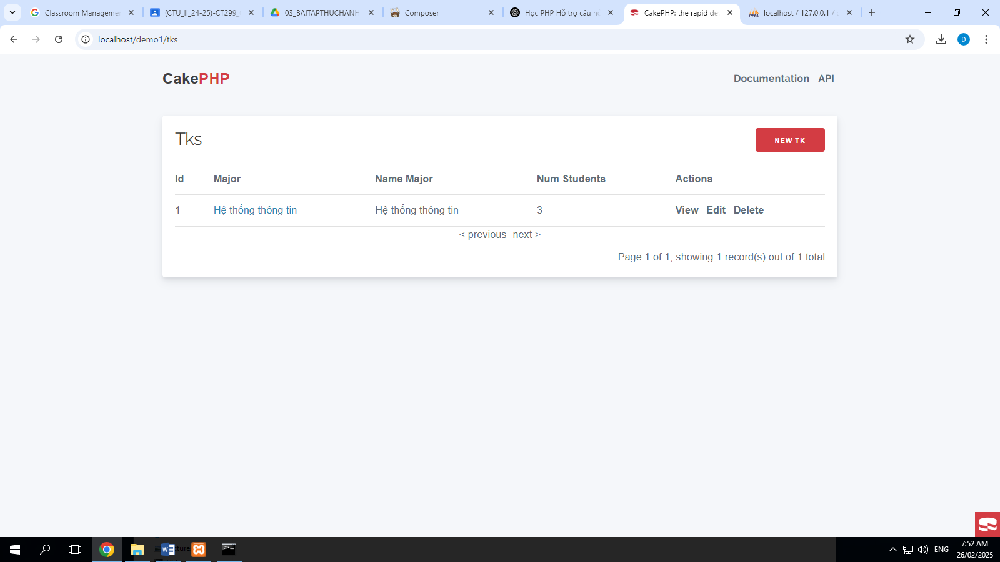 Classroom Manageme
(CTU_II_24-25)-CT299_
03_BAITAPTHUCHANH
Composer
Học PHP Hỗ trợ câu hỏ
CakePHP: the rapid de
localhost / 127.0.0.1 /
localhost/demo1/tks
D
CakePHP
Documentation API
Tks
NEW TK
Id Major Name Major Num Students Actions
1 Hệ thống thông tin Hệ thống thông tin 3 View Edit Delete
< previous next >
Page 1 of 1, showing 1 record(s) out of 1 total
ENG
7:52 AM
26/02/2025